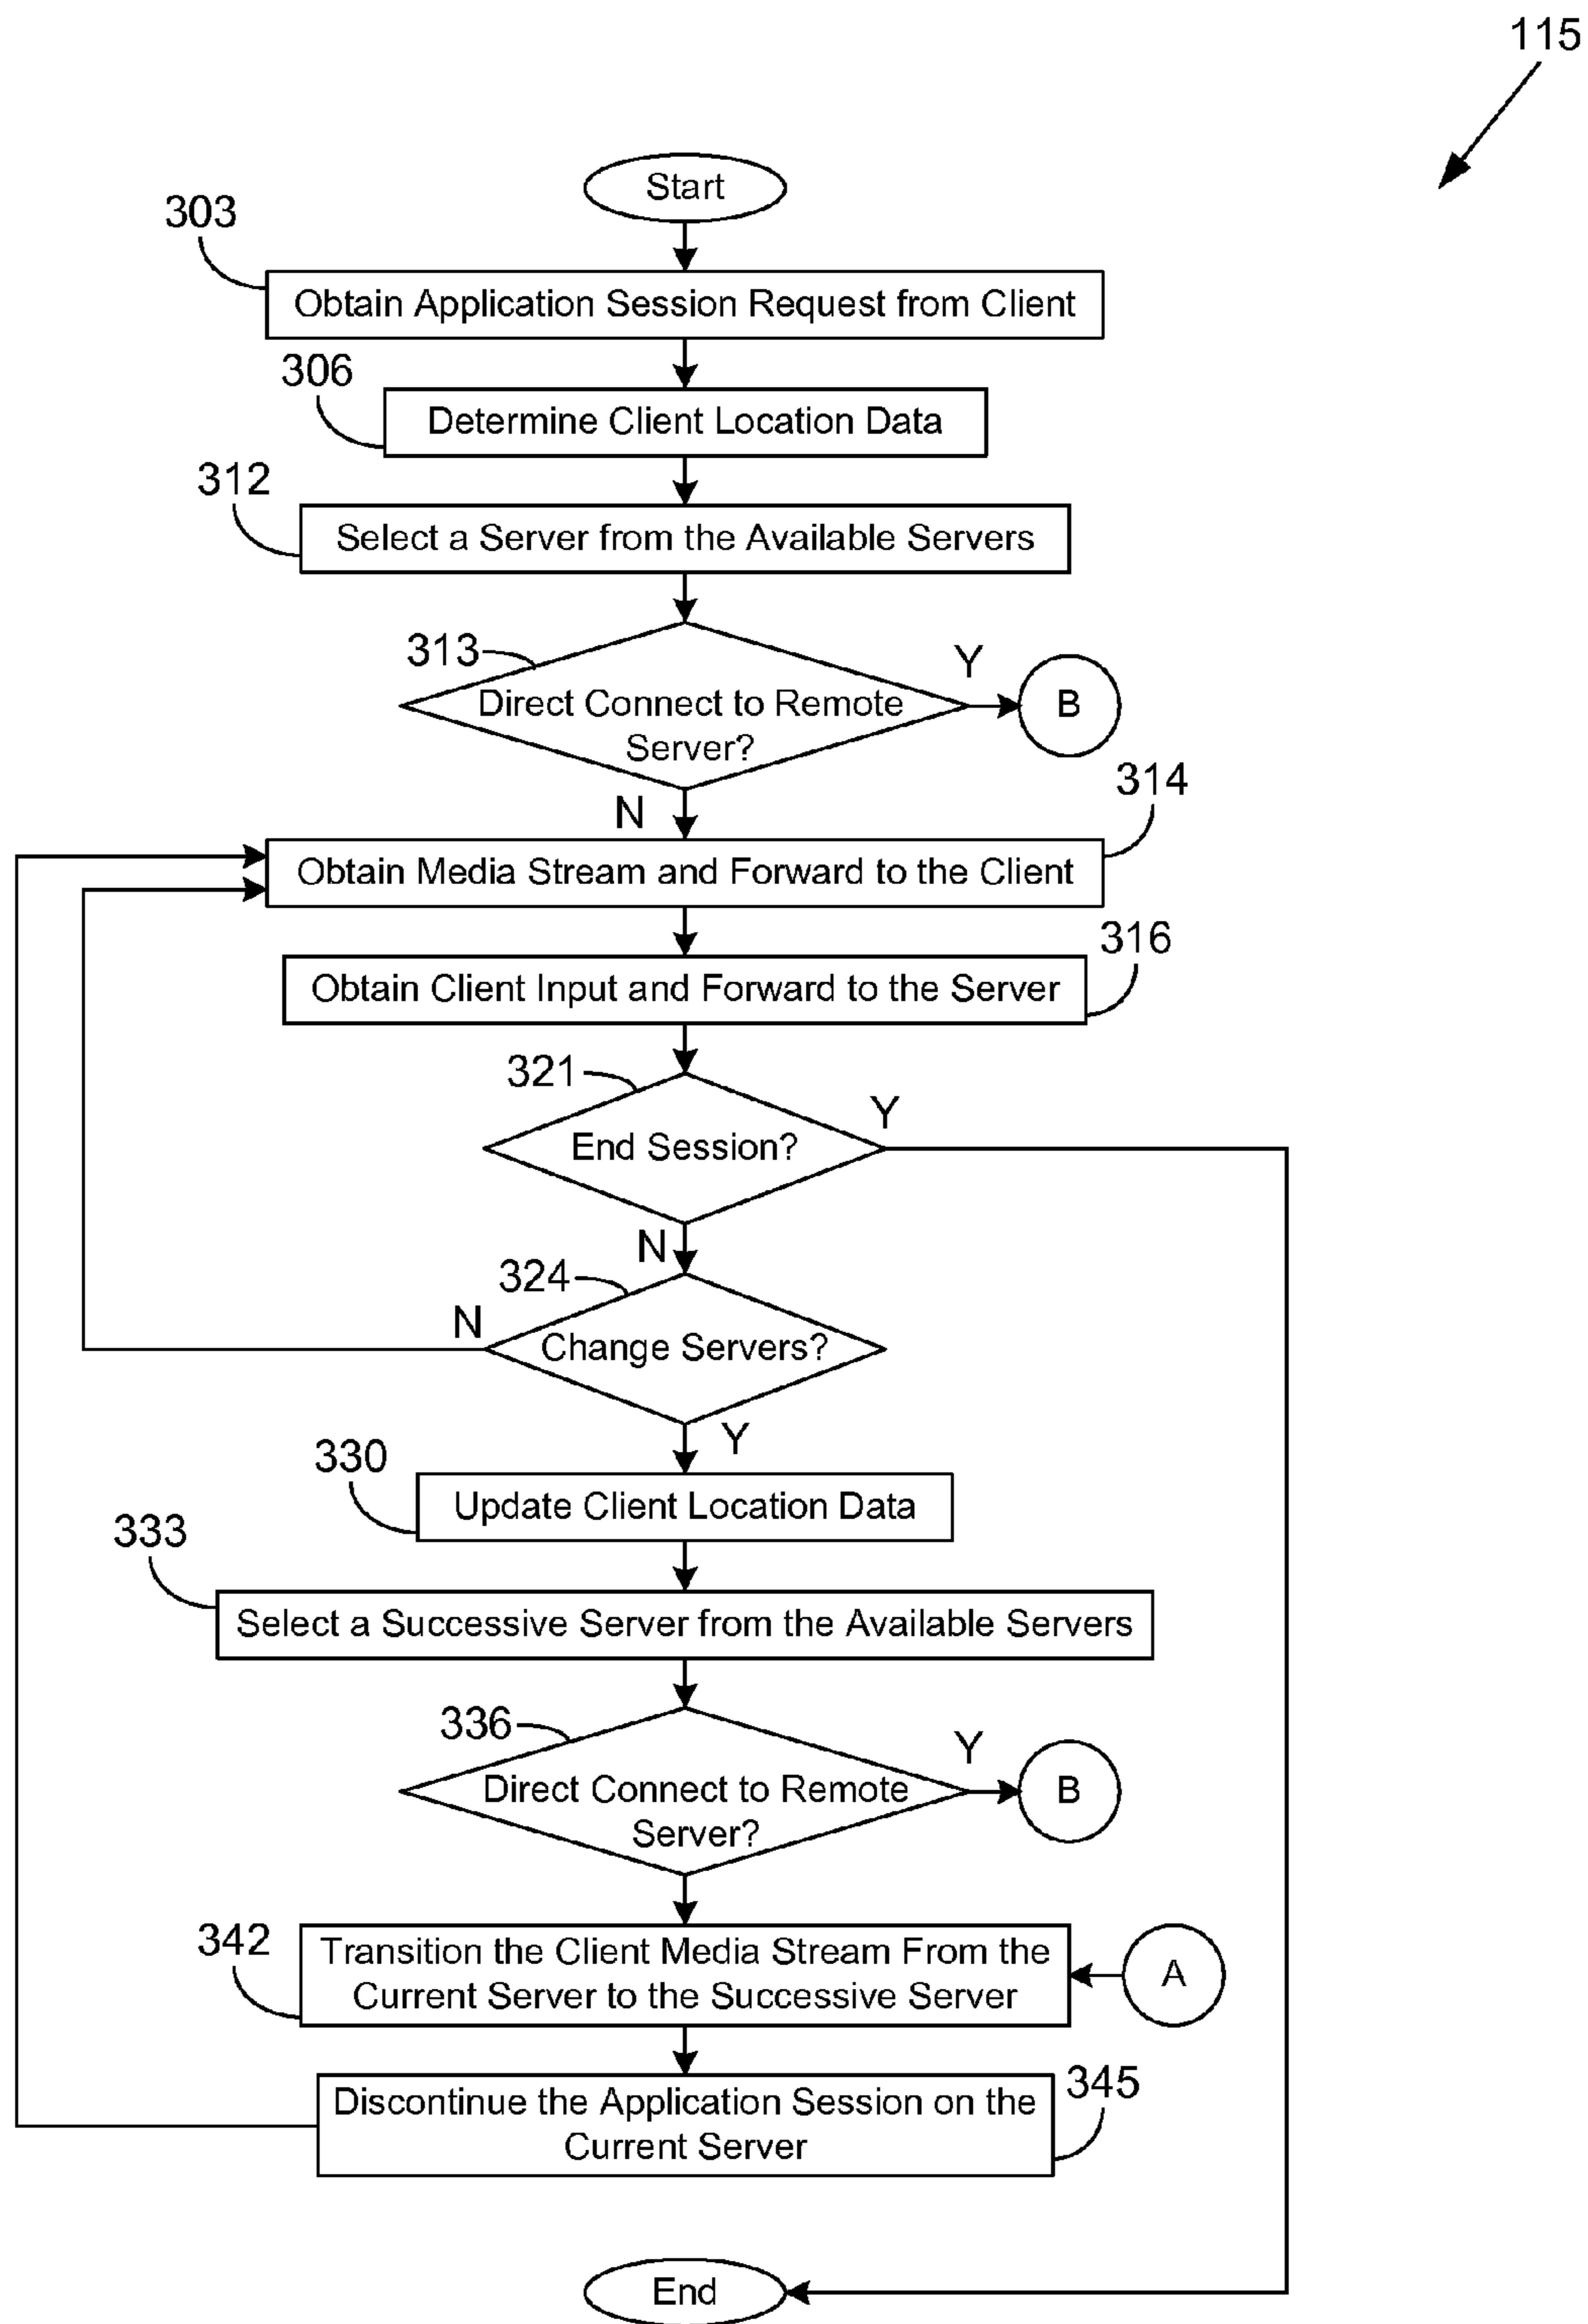 115
Start
303
Obtain Application Session Request from Client
306
Determine Client Location Data
312
Select a Server from the Available Servers
313
Direct Connect to Remote
Server?
Y
B
N
314
Obtain Media Stream and Forward to the Client
316
Obtain Client Input and Forward to the Server
321
End Session?
Y
N
324
Change Servers?
N
Y
330
Update Client Location Data
333
Select a Successive Server from the Available Servers
336
Direct Connect to Remote
Server?
Y
B
342
Transition the Client Media Stream From the
Current Server to the Successive Server
A
345
Discontinue the Application Session on the
Current Server
End